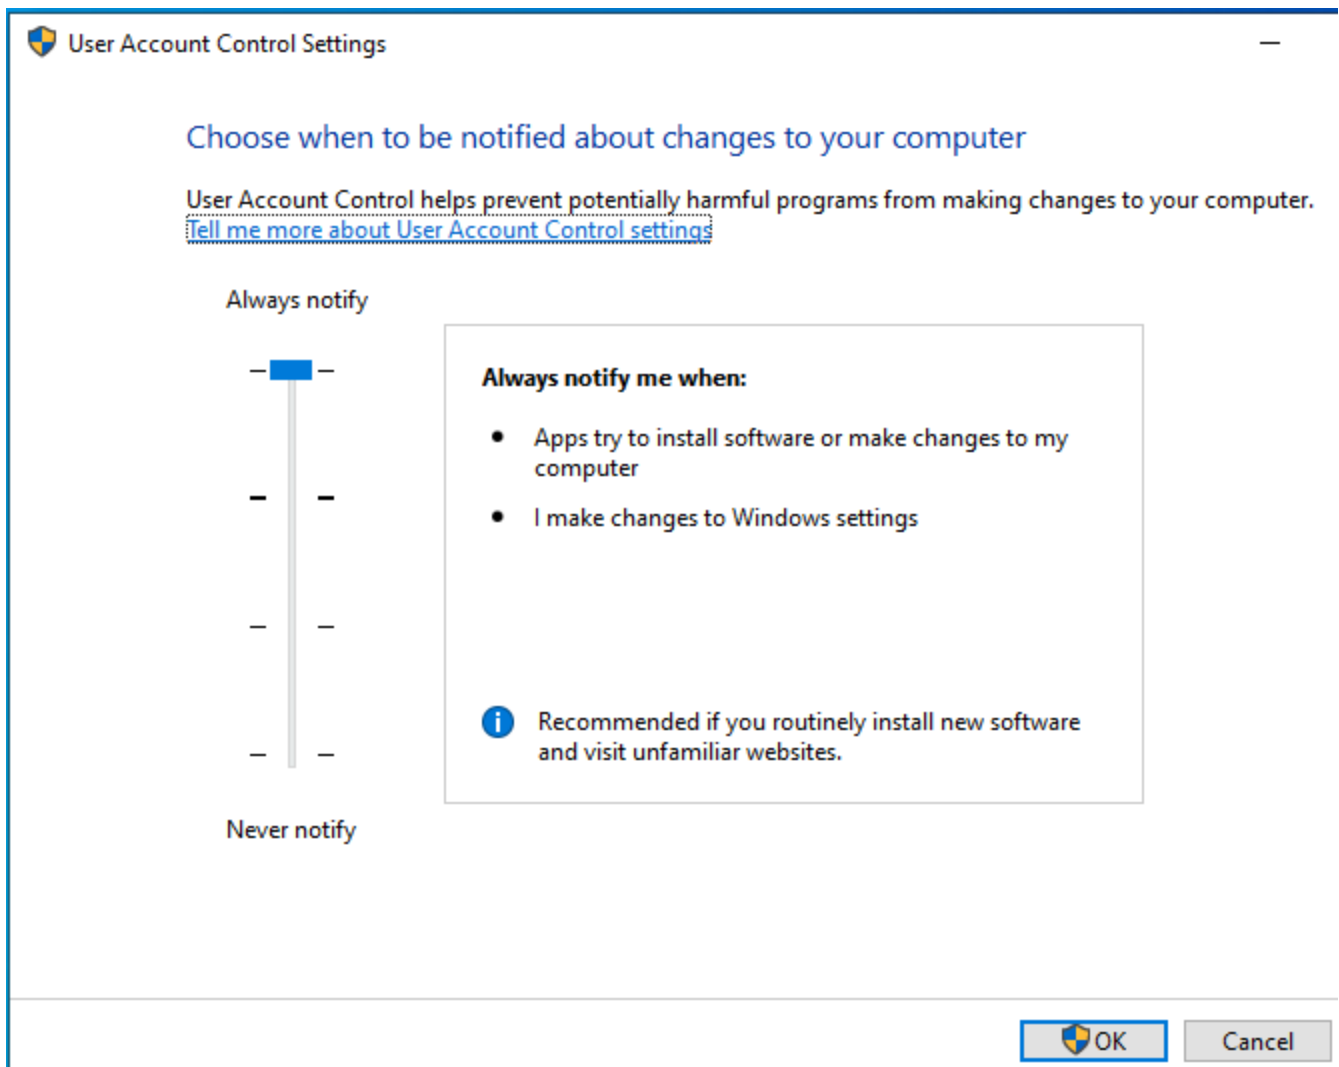 User Account Control Settings
Choose when to be notified about changes to your computer
User Account Control helps prevent potentially harmful programs from making changes to your computer.
Tell me more about User Account Control settings
Always notify
Always notify me when:
Apps try to install software or make changes to my
computer
I make changes to Windows settings
Recommended if you routinely install new software
and visit unfamiliar websites.
Never notify
OK
Cancel